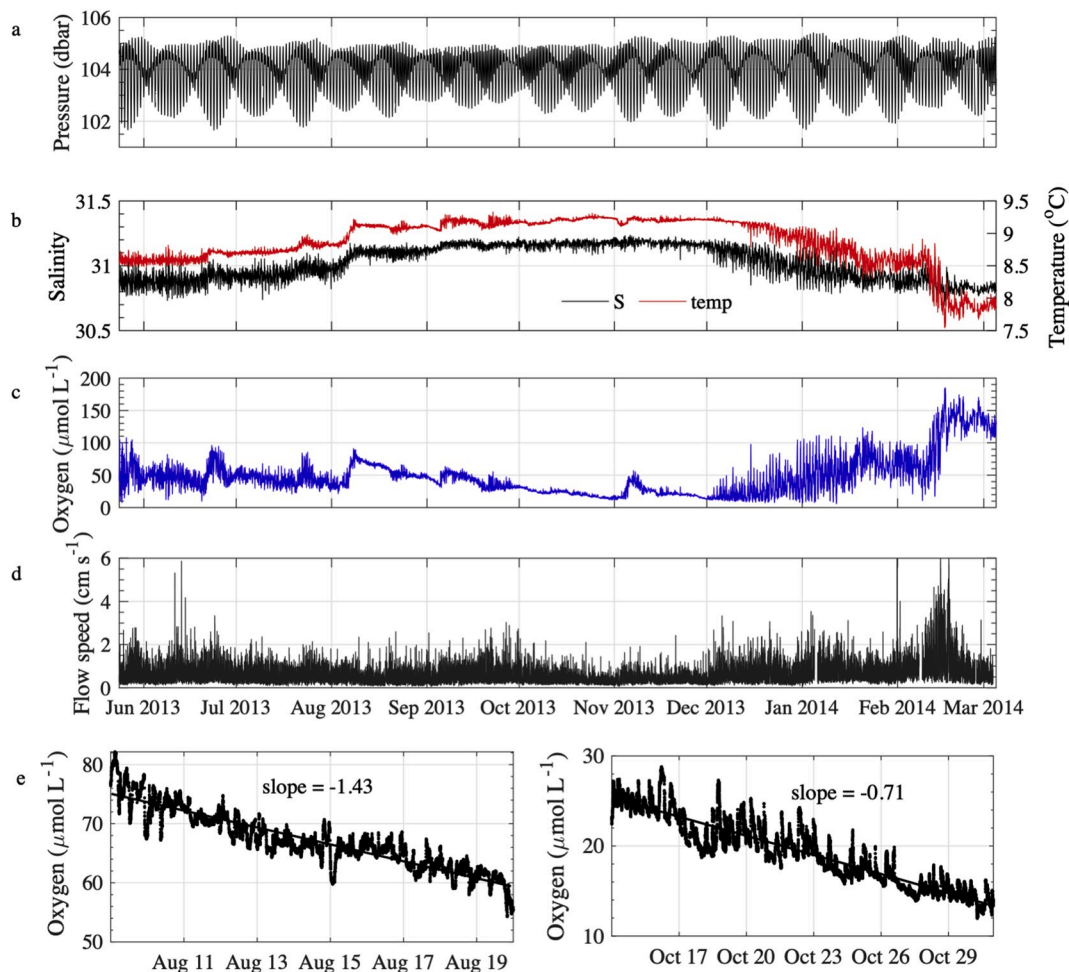 a
Pressure (dbar)
106
104
102
b
Salinity
31.5
31
30.5
S
temp
9.5
9
8.5
8
7.5
Temperature (°C)
c
Oxygen (μmol L⁻¹)
200
150
100
50
0
d
Flow speed (cm s⁻¹)
6
4
2
0
Jun 2013 Jul 2013 Aug 2013 Sep 2013 Oct 2013 Nov 2013 Dec 2013 Jan 2014 Feb 2014 Mar 2014
e
Oxygen (μmol L⁻¹)
80
70
60
50
slope = -1.43
Aug 11 Aug 13 Aug 15 Aug 17 Aug 19
Oxygen (μmol L⁻¹)
30
20
10
slope = -0.71
Oct 17 Oct 20 Oct 23 Oct 26 Oct 29